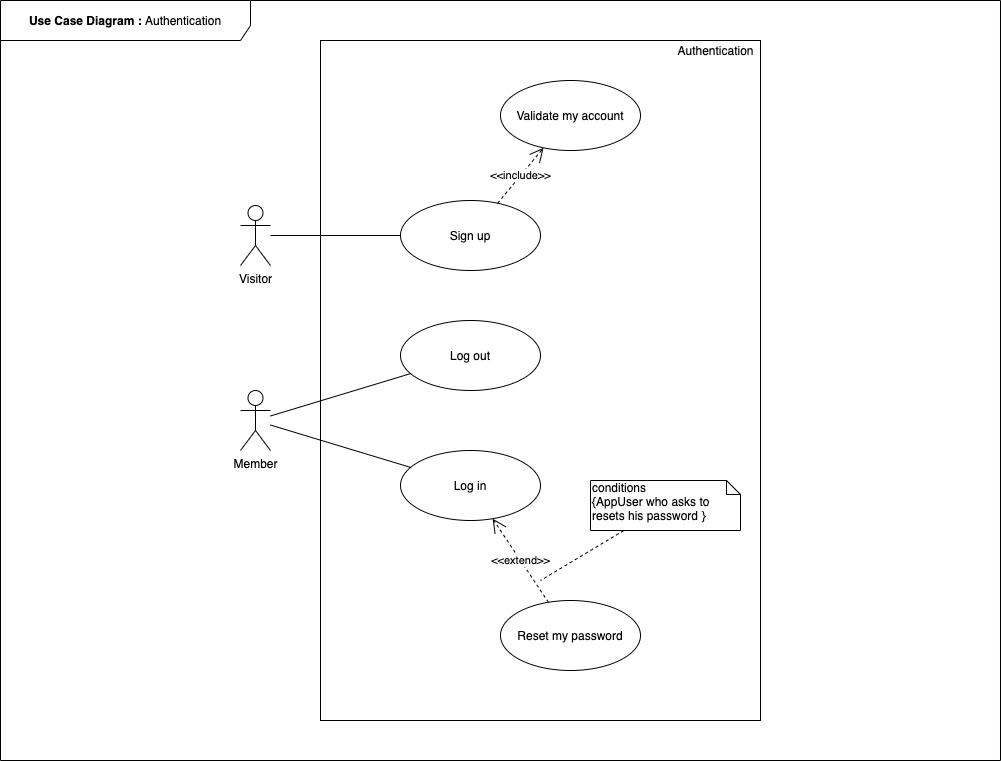 Use Case Diagram : Authentication
Authentication
Validate my account
<<include>>
Sign up
Visitor
Log out
Member
Log in
conditions
{AppUser who asks to
resets his password }
<<extend>>
Reset my password